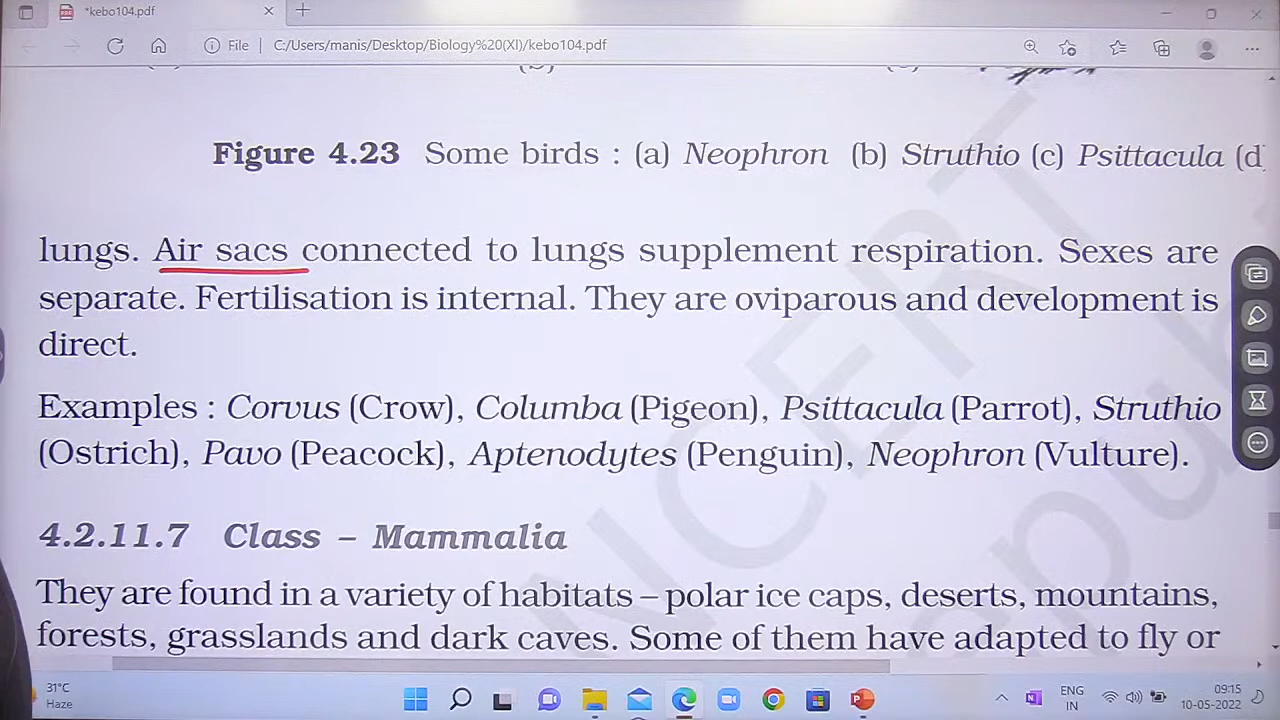 *kebo104.pdf
File | C:/Users/manis/Desktop/Biology%20(XI)/kebo104.pdf
Figure 4.23 Some birds : (a) Neophron (b) Struthio (c) Psittacula (d)
lungs. Air sacs connected to lungs supplement respiration. Sexes are
separate. Fertilisation is internal. They are oviparous and development is
direct.
Examples : Corvus (Crow), Columba (Pigeon), Psittacula (Parrot), Struthio
(Ostrich), Pavo (Peacock), Aptenodytes (Penguin), Neophron (Vulture).
4.2.11.7 Class – Mammalia
They are found in a variety of habitats – polar ice caps, deserts, mountains,
forests, grasslands and dark caves. Some of them have adapted to fly or
31°C
Haze
ENG
IN
09:15
10-05-2022
NCERT